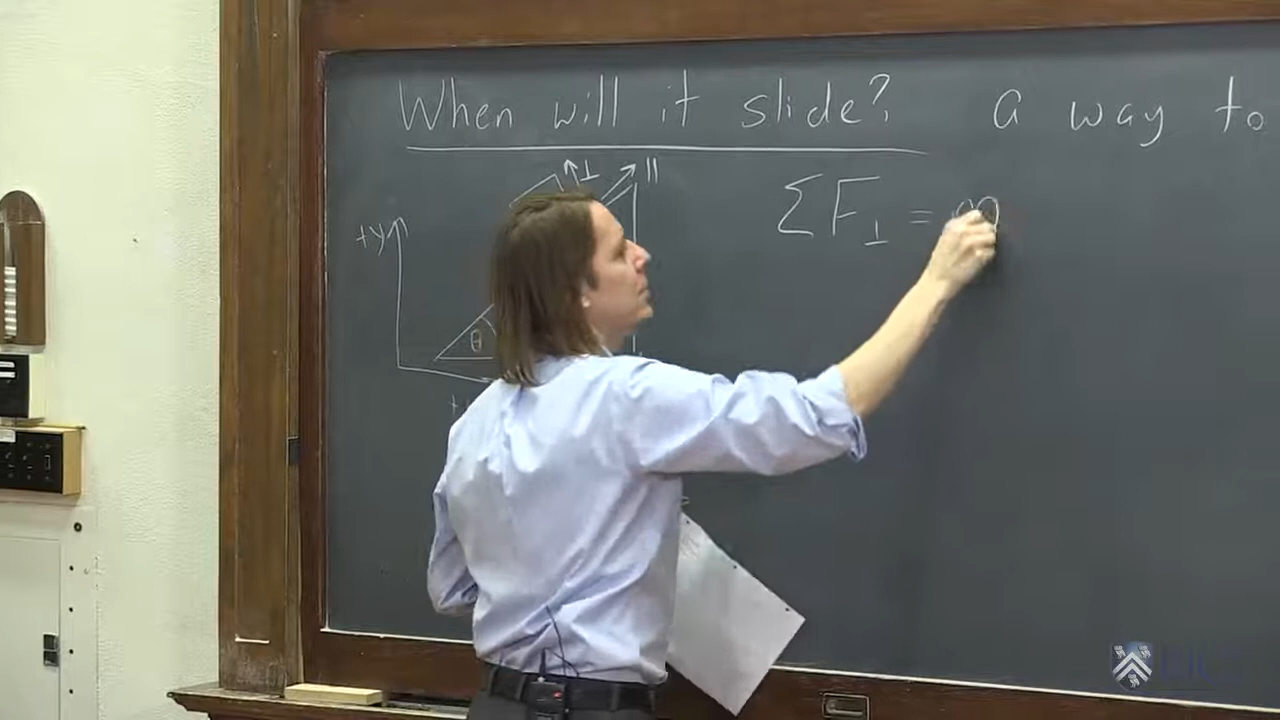 When will it slide? a way to
⊥ ||
ΣF⊥ = m
+y
θ